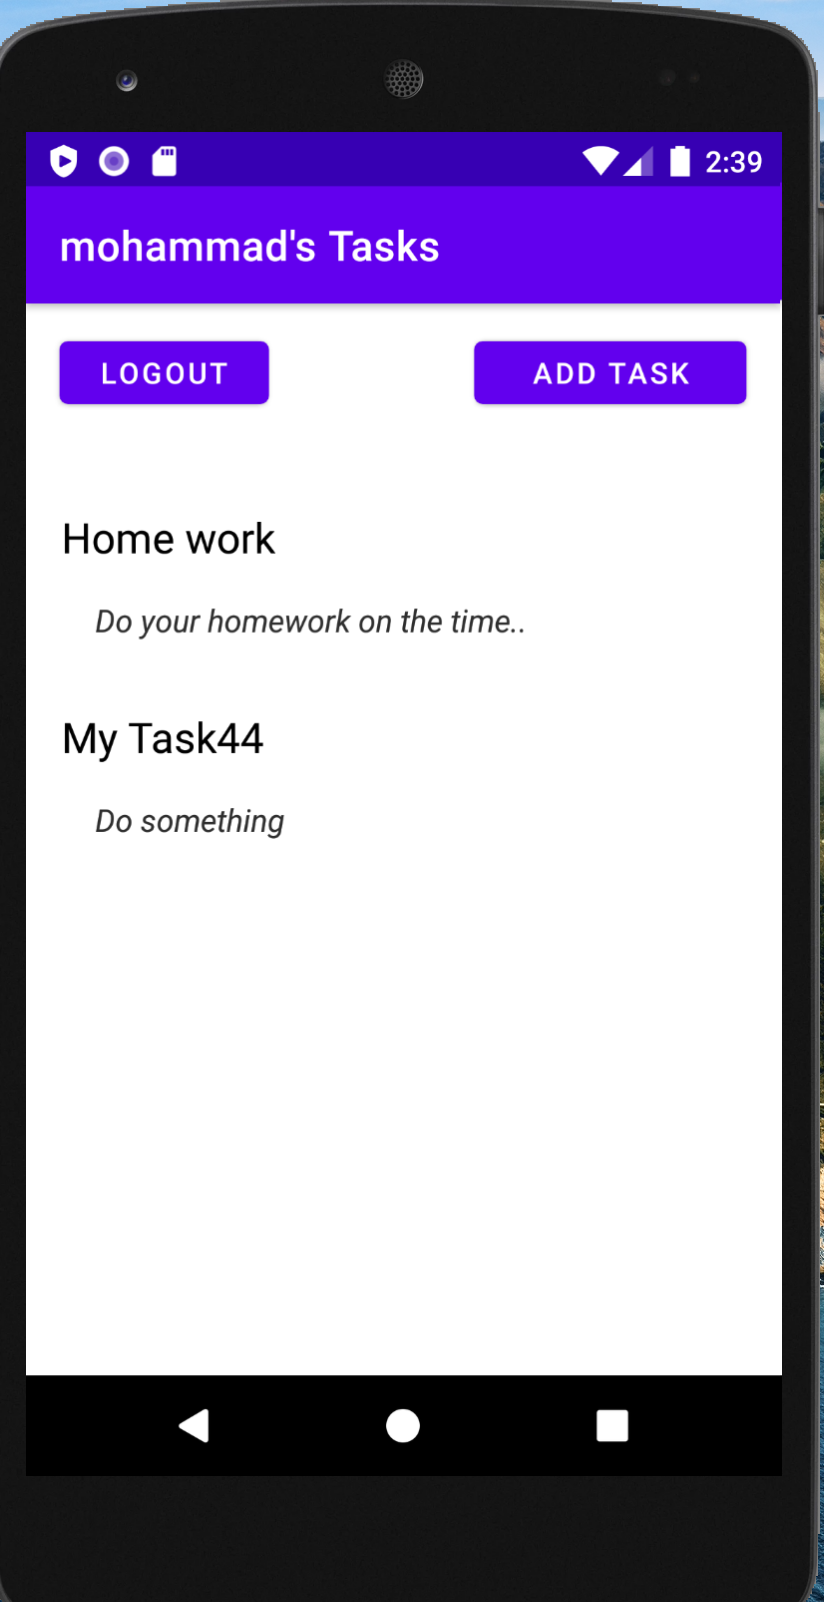 2:39
mohammad's Tasks
LOGOUT
ADD TASK
Home work
Do your homework on the time..
My Task44
Do something